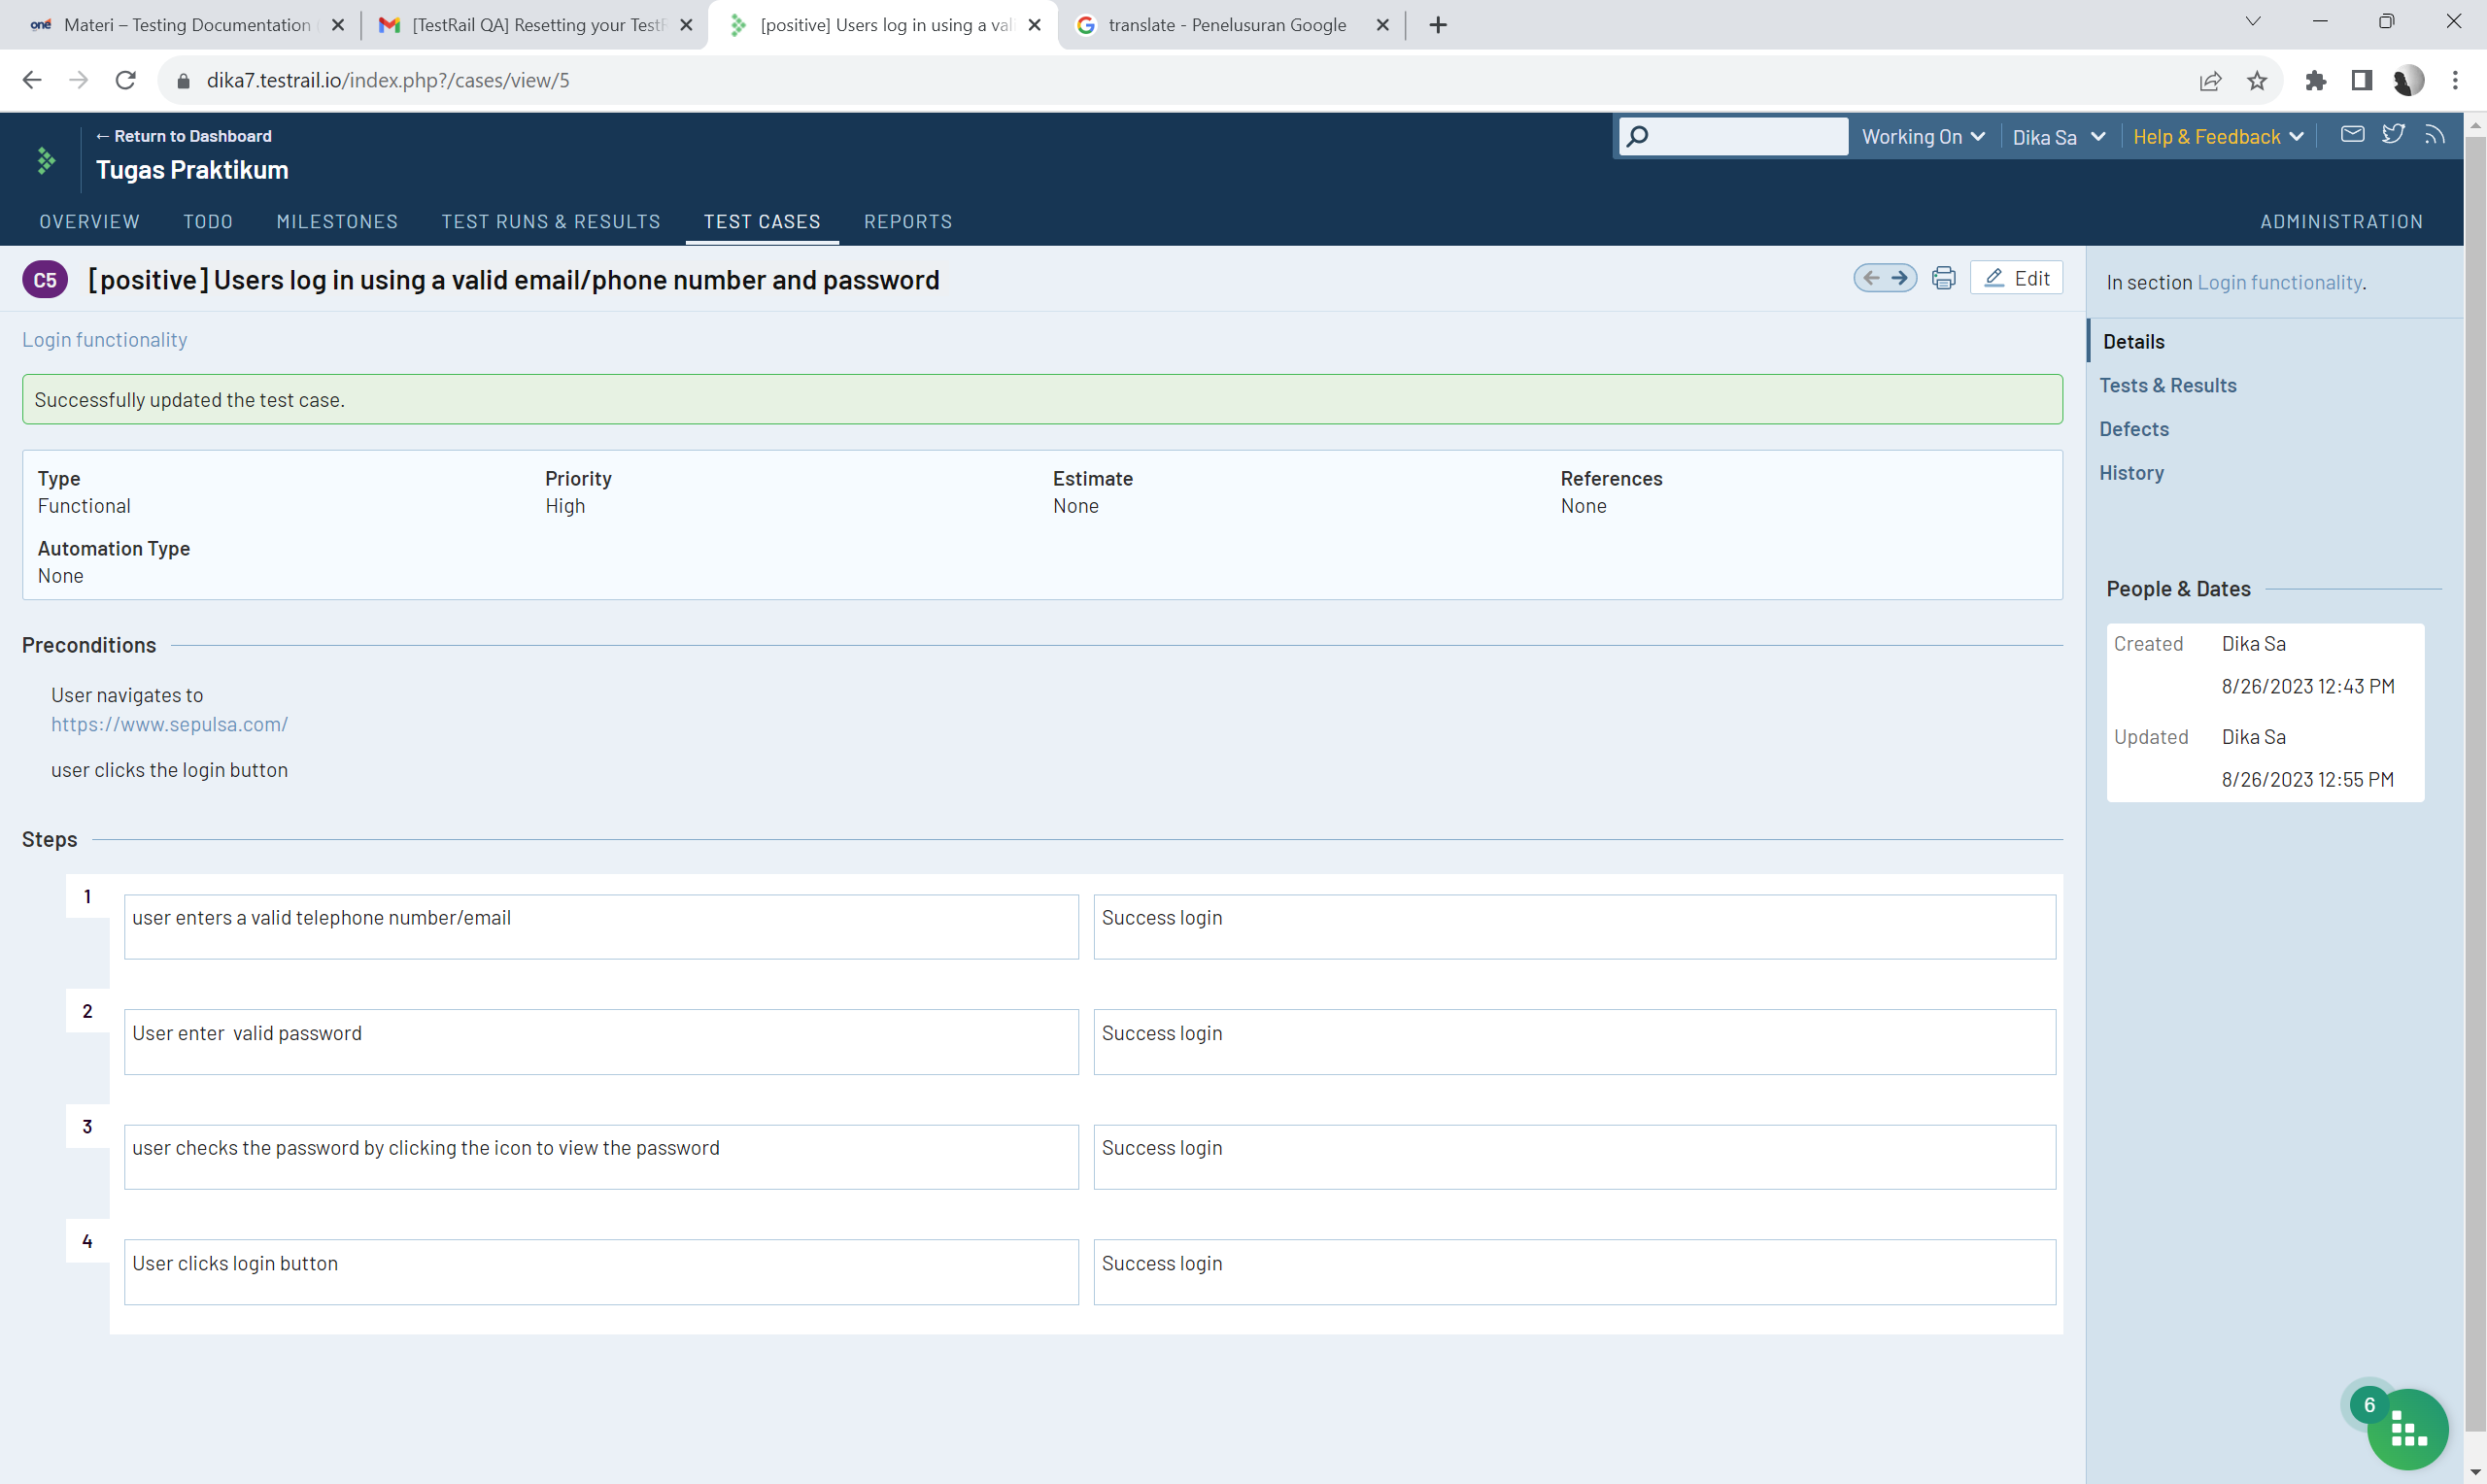 one Materi – Testing Documentation
[TestRail QA] Resetting your Test
[positive] Users log in using a val
translate - Penelusuran Google
dika7.testrail.io/index.php?/cases/view/5
← Return to Dashboard
Tugas Praktikum
Working On
Dika Sa
Help & Feedback
OVERVIEW
TODO
MILESTONES
TEST RUNS & RESULTS
TEST CASES
REPORTS
ADMINISTRATION
C5
[positive] Users log in using a valid email/phone number and password
Edit
In section Login functionality.
Login functionality
Successfully updated the test case.
Type
Functional
Priority
High
Estimate
None
References
None
Automation Type
None
Preconditions
User navigates to
https://www.sepulsa.com/
user clicks the login button
Steps
1
user enters a valid telephone number/email
Success login
2
User enter  valid password
Success login
3
user checks the password by clicking the icon to view the password
Success login
4
User clicks login button
Success login
Details
Tests & Results
Defects
History
People & Dates
Created
Dika Sa
8/26/2023 12:43 PM
Updated
Dika Sa
8/26/2023 12:55 PM
6